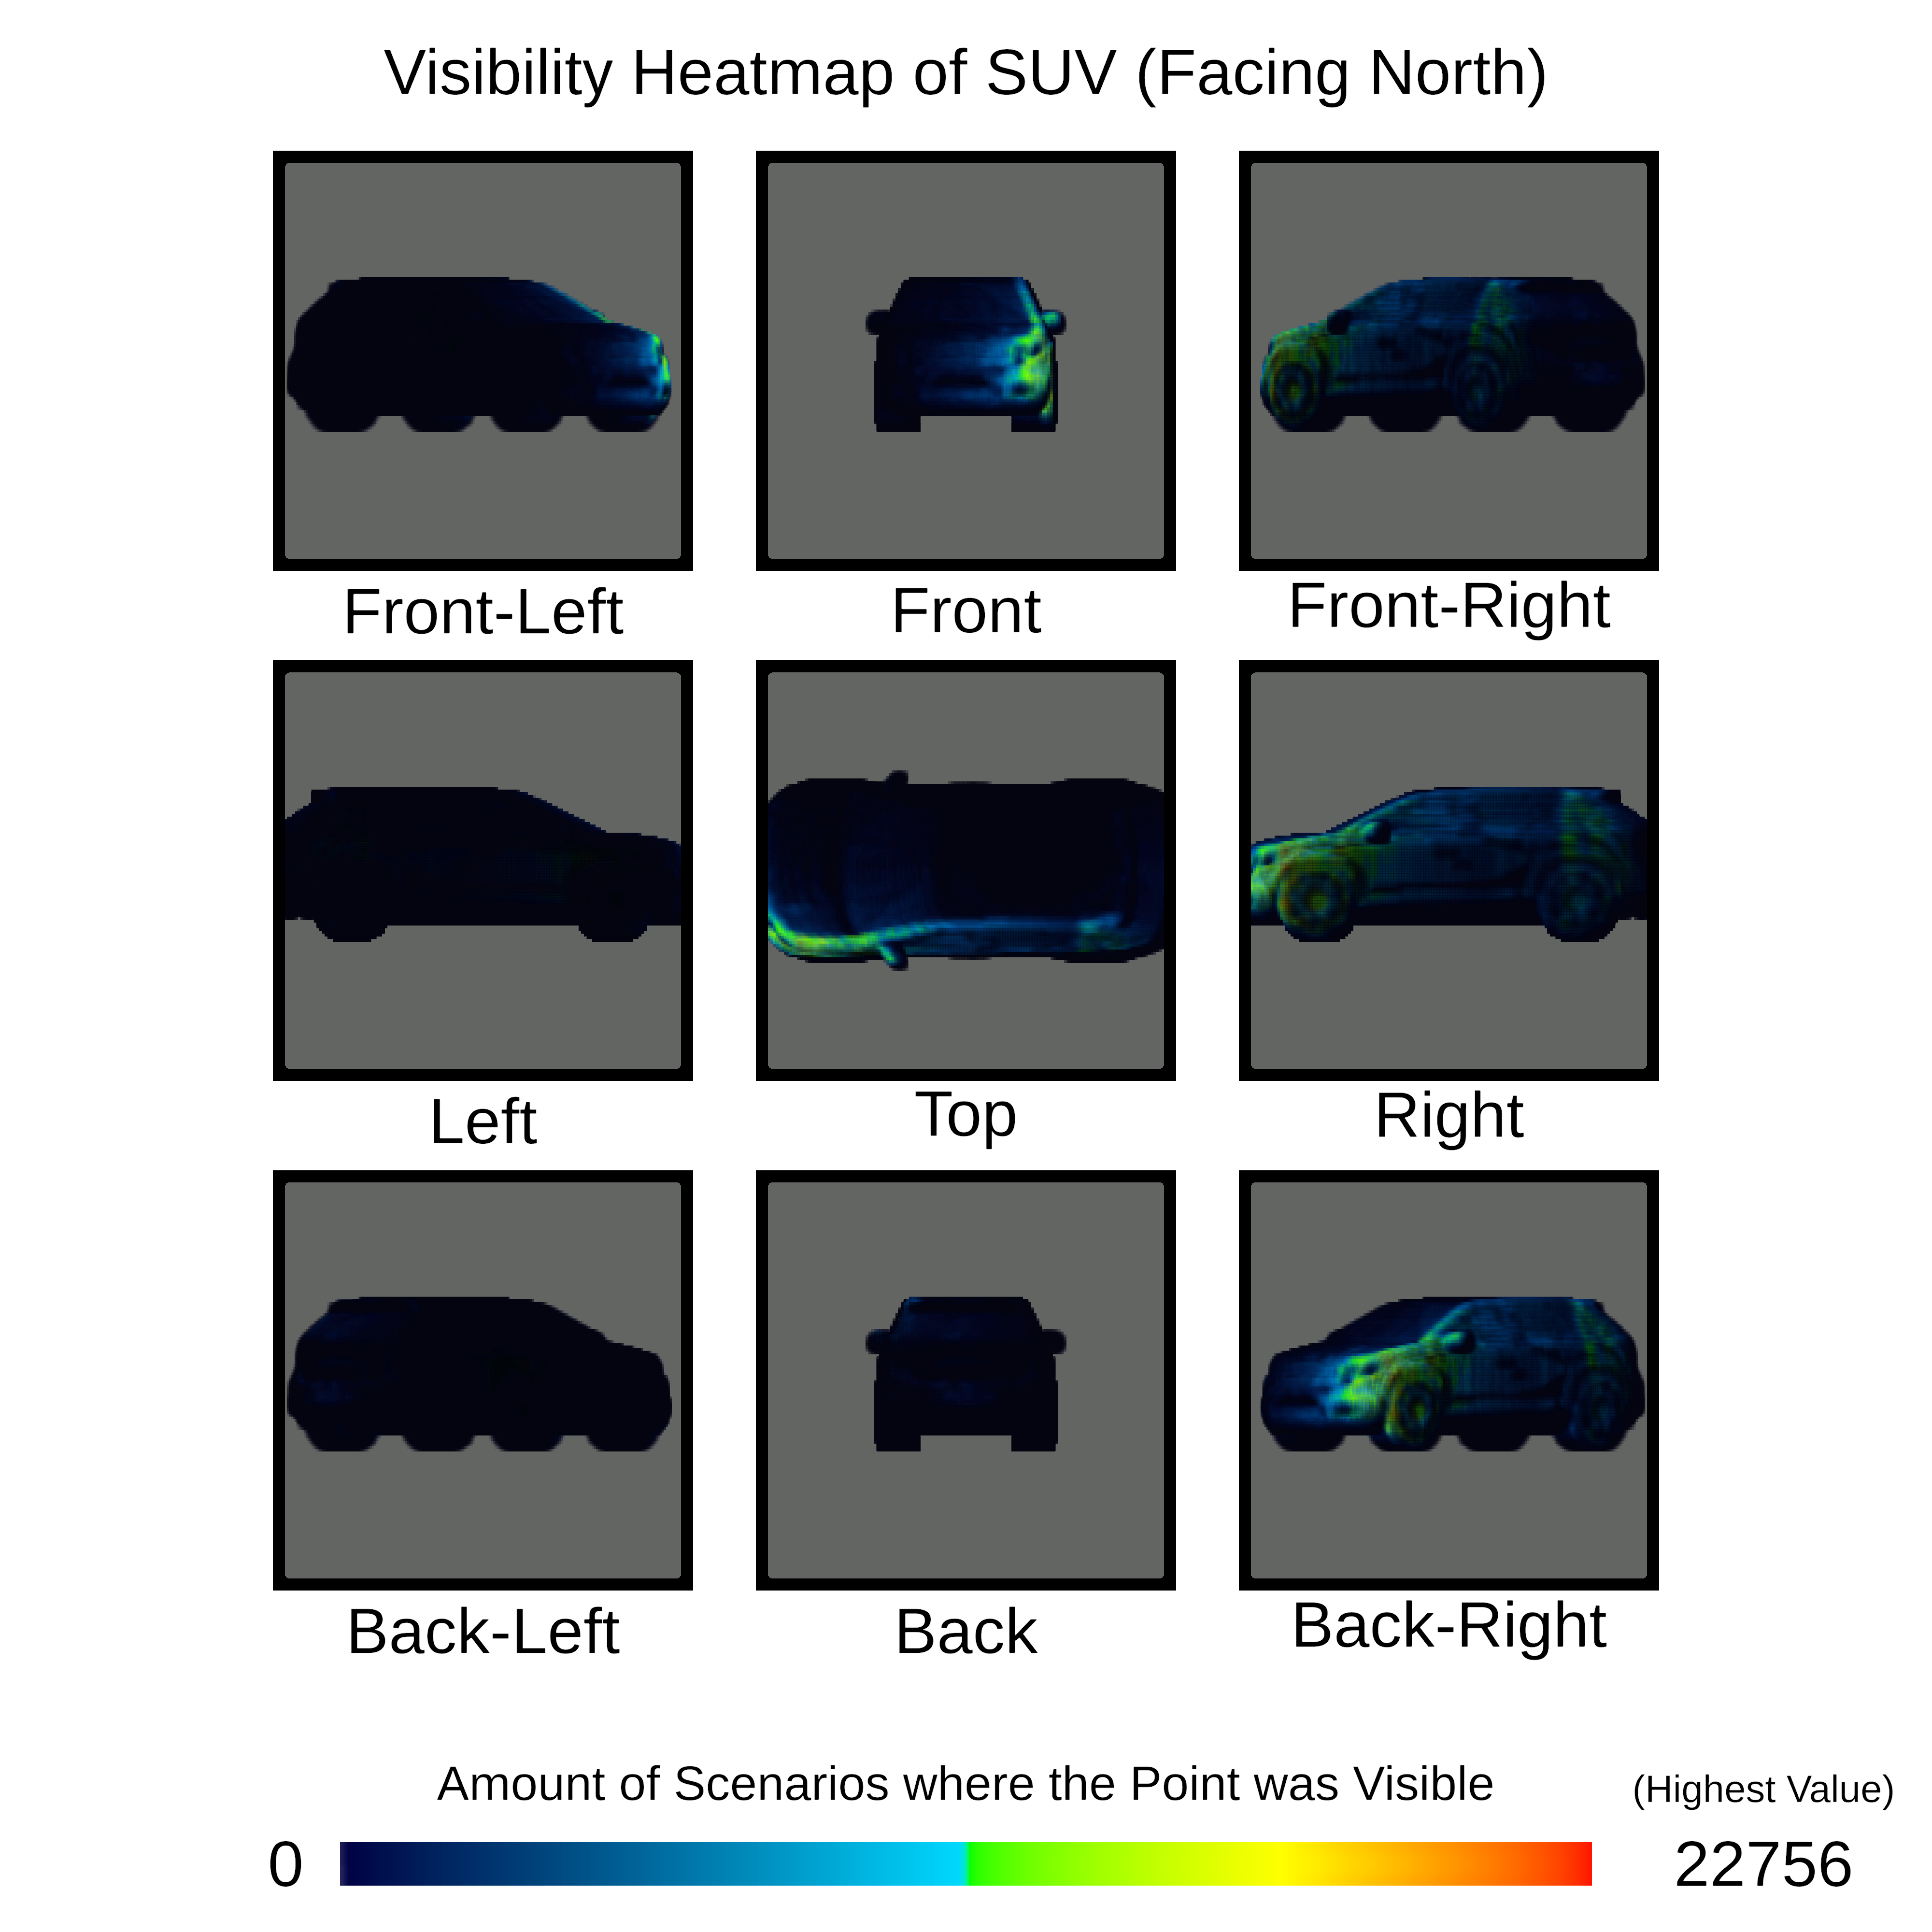 Visibility Heatmap of SUV (Facing North)
Front-Left
Front
Front-Right
Left
Top
Right
Back-Left
Back
Back-Right
Amount of Scenarios where the Point was Visible
(Highest Value)
0
22756